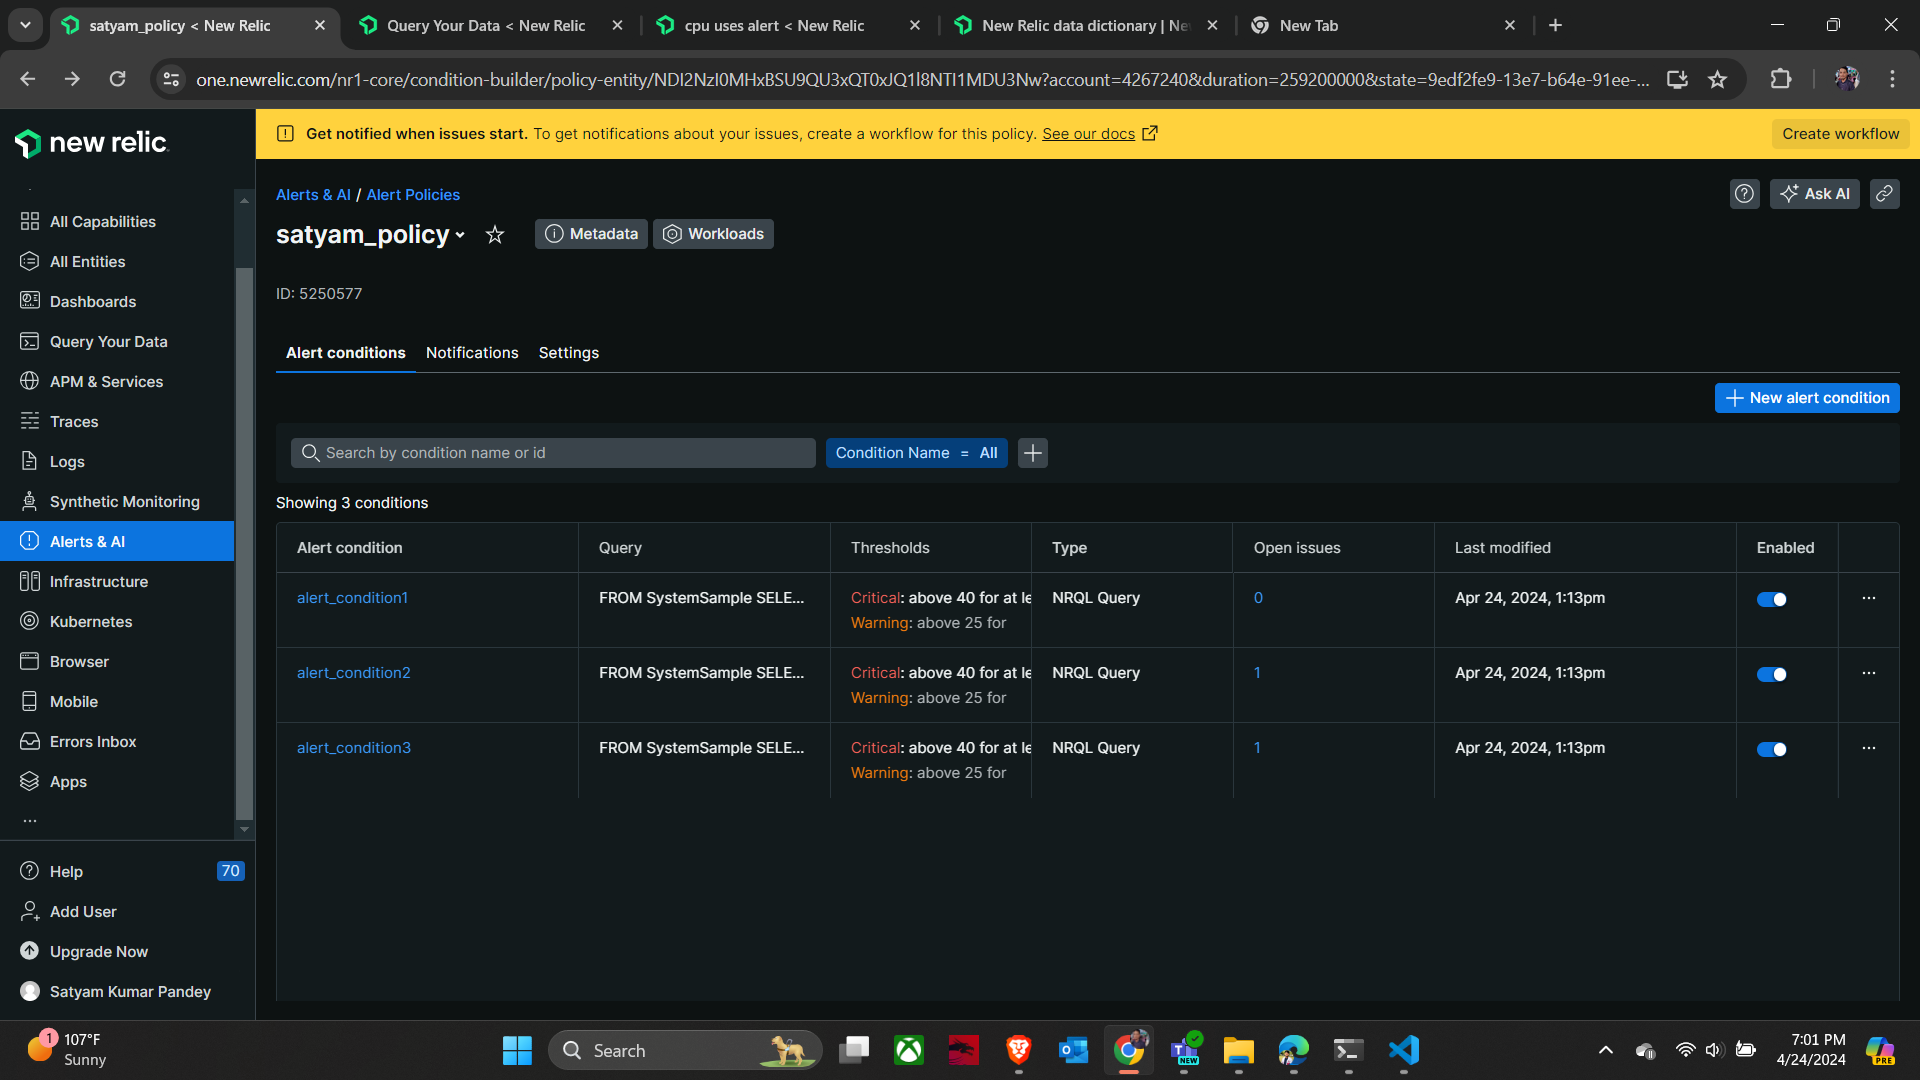 satyam_policy < New Relic
Query Your Data < New Relic
cpu uses alert < New Relic
New Relic data dictionary | Ne
New Tab
one.newrelic.com/nr1-core/condition-builder/policy-entity/NDI2NzI0MHxBSU9QU3xQT0xJQ1l8NTI1MDU3Nw?account=4267240&duration=259200000&state=9edf2fe9-13e7-b64e-91ee-...
new relic
Get notified when issues start. To get notifications about your issues, create a workflow for this policy. See our docs
Create workflow
All Capabilities
All Entities
Dashboards
Query Your Data
APM & Services
Traces
Logs
Synthetic Monitoring
Alerts & AI
Infrastructure
Kubernetes
Browser
Mobile
Errors Inbox
Apps
...
Help 70
Add User
Upgrade Now
Satyam Kumar Pandey
Alerts & AI / Alert Policies
Ask AI
satyam_policy
Metadata
Workloads
ID: 5250577
Alert conditions Notifications Settings
New alert condition
Search by condition name or id
Condition Name = All
Showing 3 conditions
Alert condition Query Thresholds Type Open issues Last modified Enabled
alert_condition1 FROM SystemSample SELE... Critical: above 40 for at le NRQL Query 0 Apr 24, 2024, 1:13pm ...
Warning: above 25 for
alert_condition2 FROM SystemSample SELE... Critical: above 40 for at le NRQL Query 1 Apr 24, 2024, 1:13pm ...
Warning: above 25 for
alert_condition3 FROM SystemSample SELE... Critical: above 40 for at le NRQL Query 1 Apr 24, 2024, 1:13pm ...
Warning: above 25 for
1
107°F
Sunny
Search
NEW
7:01 PM
4/24/2024
PRE